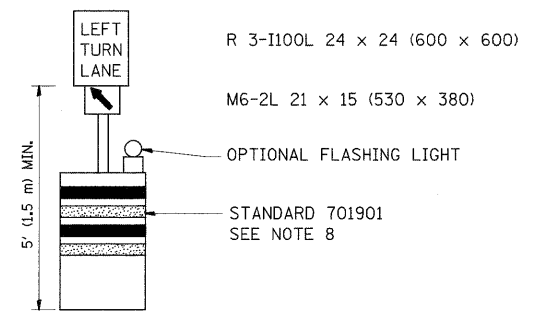 LEFT
TURN
LANE
R 3-I100L 24 x 24 (600 x 600)
M6-2L 21 x 15 (530 x 380)
OPTIONAL FLASHING LIGHT
5' (1.5 m) MIN.
STANDARD 701901
SEE NOTE 8